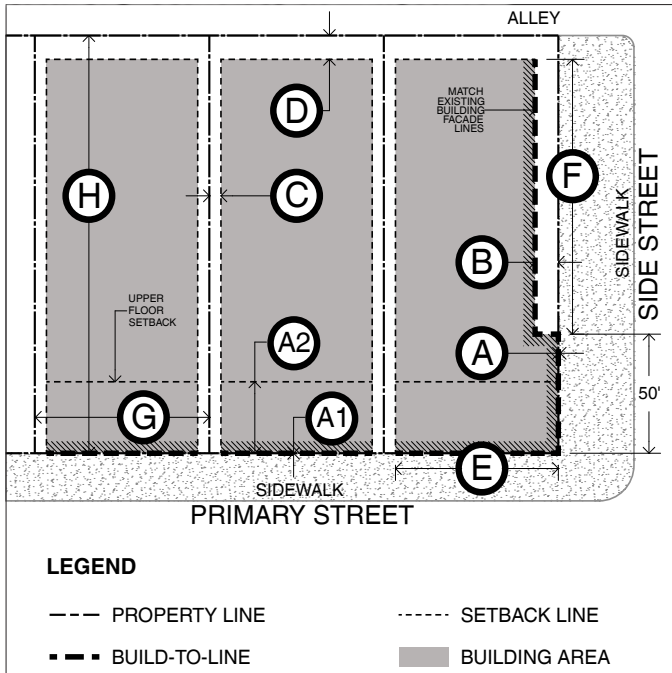 ALLEY
MATCH
EXISTING
BUILDING
FACADE
LINES
D
H
C
F
SIDEWALK
SIDE STREET
B
UPPER
FLOOR
SETBACK
A2
A
50'
G
A1
E
SIDEWALK
PRIMARY STREET
LEGEND
PROPERTY LINE
SETBACK LINE
BUILD-TO-LINE
BUILDING AREA